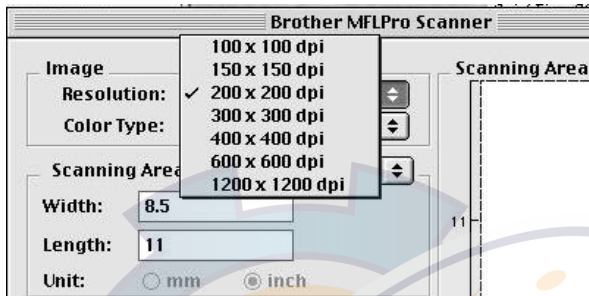 Brother MFLPro Scanner
Image
Resolution:
Color Type:
100 x 100 dpi
150 x 150 dpi
✓ 200 x 200 dpi
300 x 300 dpi
400 x 400 dpi
600 x 600 dpi
1200 x 1200 dpi
Scanning Area
Width: 8.5
Length: 11
Unit: mm inch
Scanning Area
11